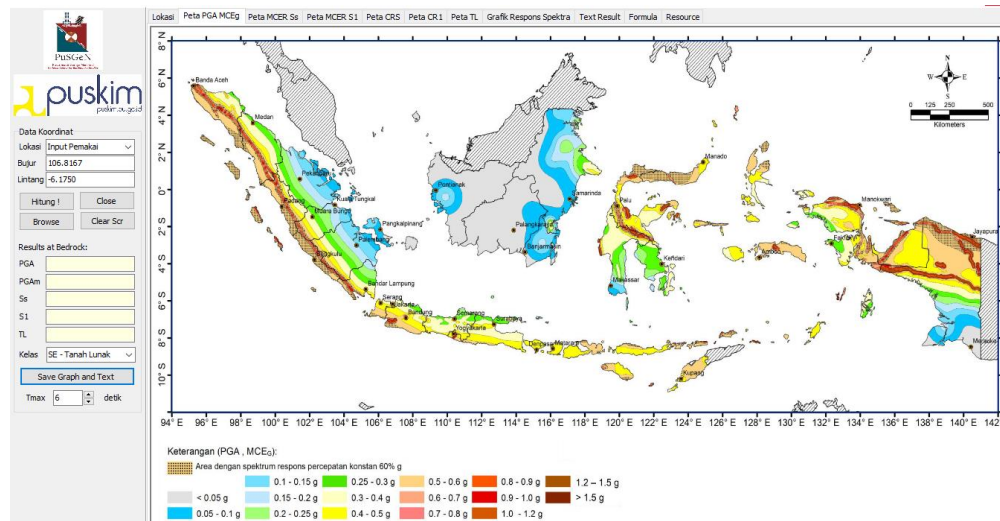 Lokasi Peta PGA MCEg Peta MCER Ss Peta MCER S1 Peta CRS Peta CR1 Peta TL Grafik Respons Spektra Text Result Formula Resource
PuSGeN
puskim
puskim.pu.go.id
Data Koordinat
Lokasi Input Pemakai
Bujur 106.8167
Lintang -6.1750
Hitung ! Close
Browse Clear Scr
Results at Bedrock:
PGA
PGAm
Ss
S1
TL
Kelas SE - Tanah Lunak
Save Graph and Text
Tmax 6 detik
8° N
6° N
4° N
2° N
0°
2° S
4° S
6° S
8° S
10° S
N
W E
S
0 125 250 500
Kilometers
Banda Aceh
Medan
Pekanbaru
Kuala Tungkal
Padang
Muara Bungo
Pangkalpinang
Palembang
Bengkulu
Bandar Lampung
Serang
Jakarta
Bandung
Semarang
Surabaya
Yogyakarta
Denpasar
Mataram
Kupang
Pontianak
Samarinda
Palangkaraya
Banjarmasin
Manado
Palu
Kendari
Makassar
Ambon
Manokwari
Fakfak
Jayapura
Merauke
94° E 96° E 98° E 100° E 102° E 104° E 106° E 108° E 110° E 112° E 114° E 116° E 118° E 120° E 122° E 124° E 126° E 128° E 130° E 132° E 134° E 136° E 138° E 140° E 142°
Keterangan (PGA , MCEG):
Area dengan spektrum respons percepatan konstan 60% g
0.1 - 0.15 g 0.25 - 0.3 g 0.5 - 0.6 g 0.8 - 0.9 g 1.2 – 1.5 g
< 0.05 g 0.15 - 0.2 g 0.3 - 0.4 g 0.6 - 0.7 g 0.9 - 1.0 g > 1.5 g
0.05 - 0.1 g 0.2 - 0.25 g 0.4 - 0.5 g 0.7 - 0.8 g 1.0 - 1.2 g